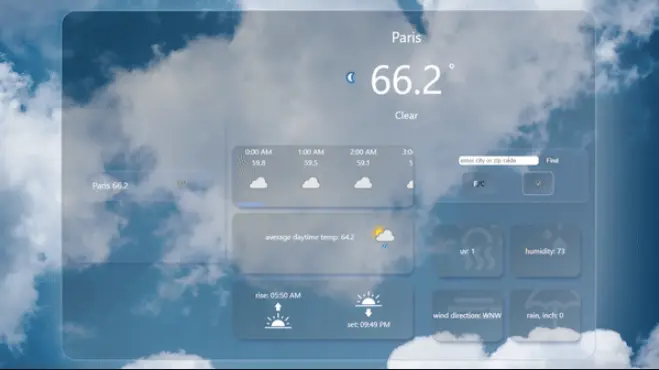 Paris
66.2°
Clear
0:00 AM 1:00 AM 2:00 AM 3:0
59.8 59.5 59.1
enter city or zip code Find
Paris 66.2
F/C
average daytime temp: 64.2
uv: 1 humidity: 73
rise: 05:50 AM
set: 09:49 PM
wind direction: WNW rain, inch: 0